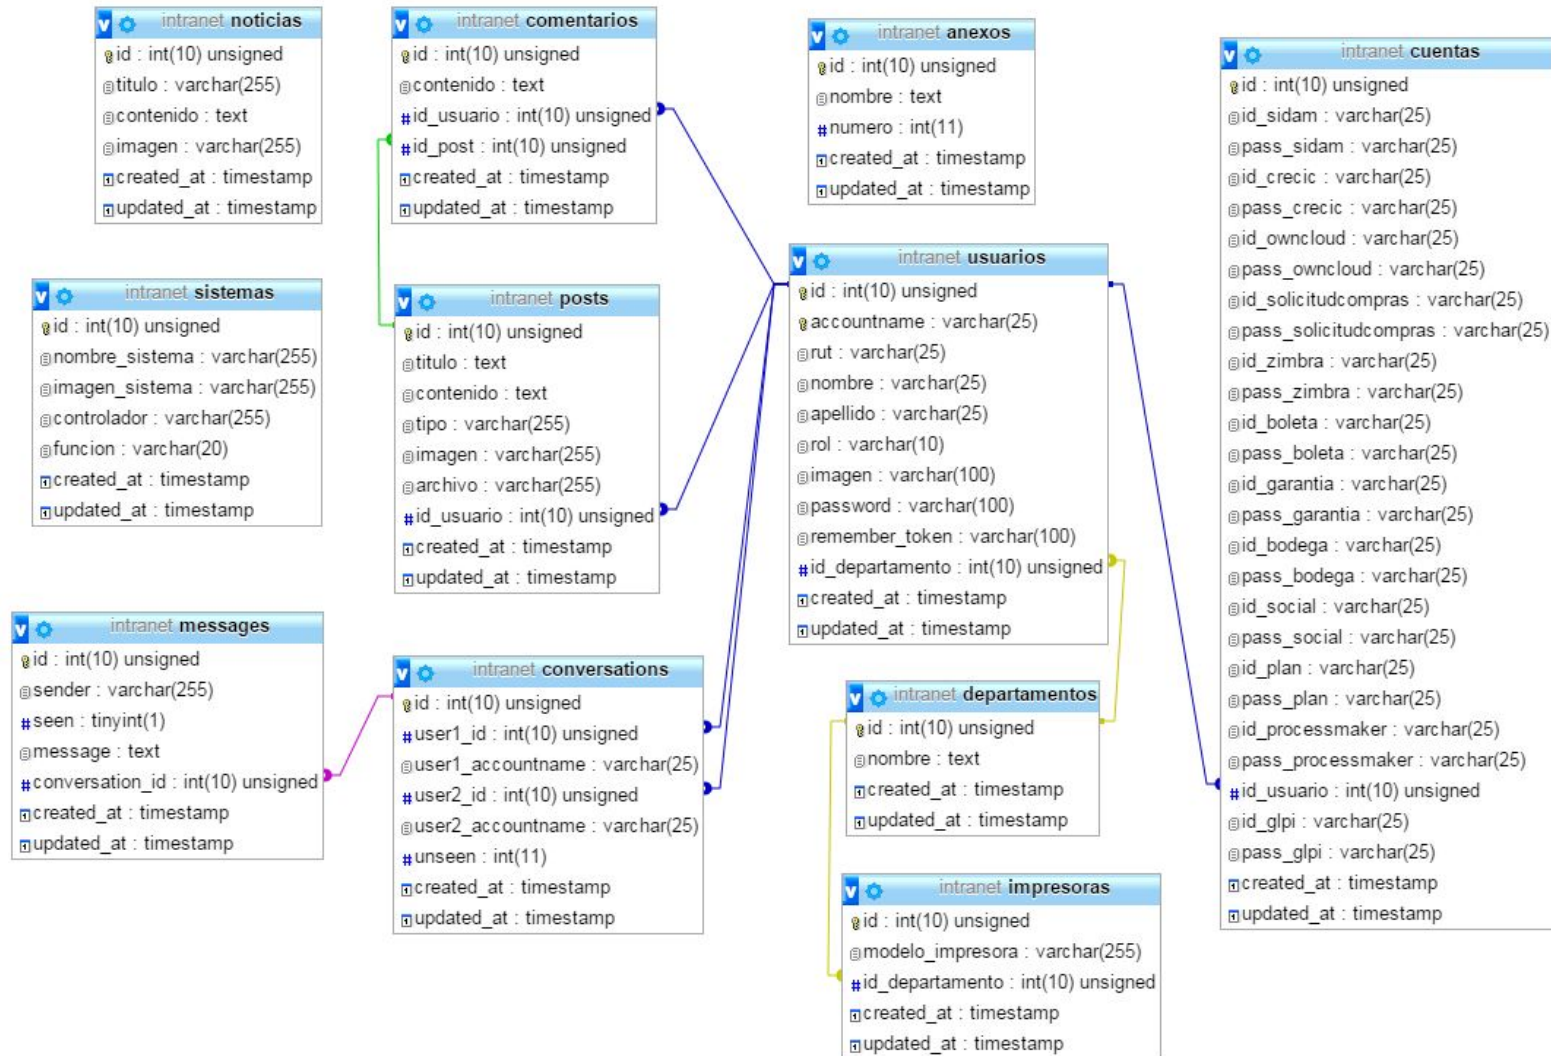 intranet noticias
id : int(10) unsigned
titulo : varchar(255)
contenido : text
imagen : varchar(255)
created_at : timestamp
updated_at : timestamp
intranet comentarios
id : int(10) unsigned
contenido : text
id_usuario : int(10) unsigned
id_post : int(10) unsigned
created_at : timestamp
updated_at : timestamp
intranet anexos
id : int(10) unsigned
nombre : text
numero : int(11)
created_at : timestamp
updated_at : timestamp
intranet cuentas
id : int(10) unsigned
id_sidam : varchar(25)
pass_sidam : varchar(25)
id_crecic : varchar(25)
pass_crecic : varchar(25)
id_owncloud : varchar(25)
pass_owncloud : varchar(25)
id_solicitudcompras : varchar(25)
pass_solicitudcompras : varchar(25)
id_zimbra : varchar(25)
pass_zimbra : varchar(25)
id_boleta : varchar(25)
pass_boleta : varchar(25)
id_garantia : varchar(25)
pass_garantia : varchar(25)
id_bodega : varchar(25)
pass_bodega : varchar(25)
id_social : varchar(25)
pass_social : varchar(25)
id_plan : varchar(25)
pass_plan : varchar(25)
id_processmaker : varchar(25)
pass_processmaker : varchar(25)
id_usuario : int(10) unsigned
id_glpi : varchar(25)
pass_glpi : varchar(25)
created_at : timestamp
updated_at : timestamp
intranet sistemas
id : int(10) unsigned
nombre_sistema : varchar(255)
imagen_sistema : varchar(255)
controlador : varchar(255)
funcion : varchar(20)
created_at : timestamp
updated_at : timestamp
intranet posts
id : int(10) unsigned
titulo : text
contenido : text
tipo : varchar(255)
imagen : varchar(255)
archivo : varchar(255)
id_usuario : int(10) unsigned
created_at : timestamp
updated_at : timestamp
intranet usuarios
id : int(10) unsigned
accountname : varchar(25)
rut : varchar(25)
nombre : varchar(25)
apellido : varchar(25)
rol : varchar(10)
imagen : varchar(100)
password : varchar(100)
remember_token : varchar(100)
id_departamento : int(10) unsigned
created_at : timestamp
updated_at : timestamp
intranet messages
id : int(10) unsigned
sender : varchar(255)
seen : tinyint(1)
message : text
conversation_id : int(10) unsigned
created_at : timestamp
updated_at : timestamp
intranet conversations
id : int(10) unsigned
user1_id : int(10) unsigned
user1_accountname : varchar(25)
user2_id : int(10) unsigned
user2_accountname : varchar(25)
unseen : int(11)
created_at : timestamp
updated_at : timestamp
intranet departamentos
id : int(10) unsigned
nombre : text
created_at : timestamp
updated_at : timestamp
intranet impresoras
id : int(10) unsigned
modelo_impresora : varchar(255)
id_departamento : int(10) unsigned
created_at : timestamp
updated_at : timestamp